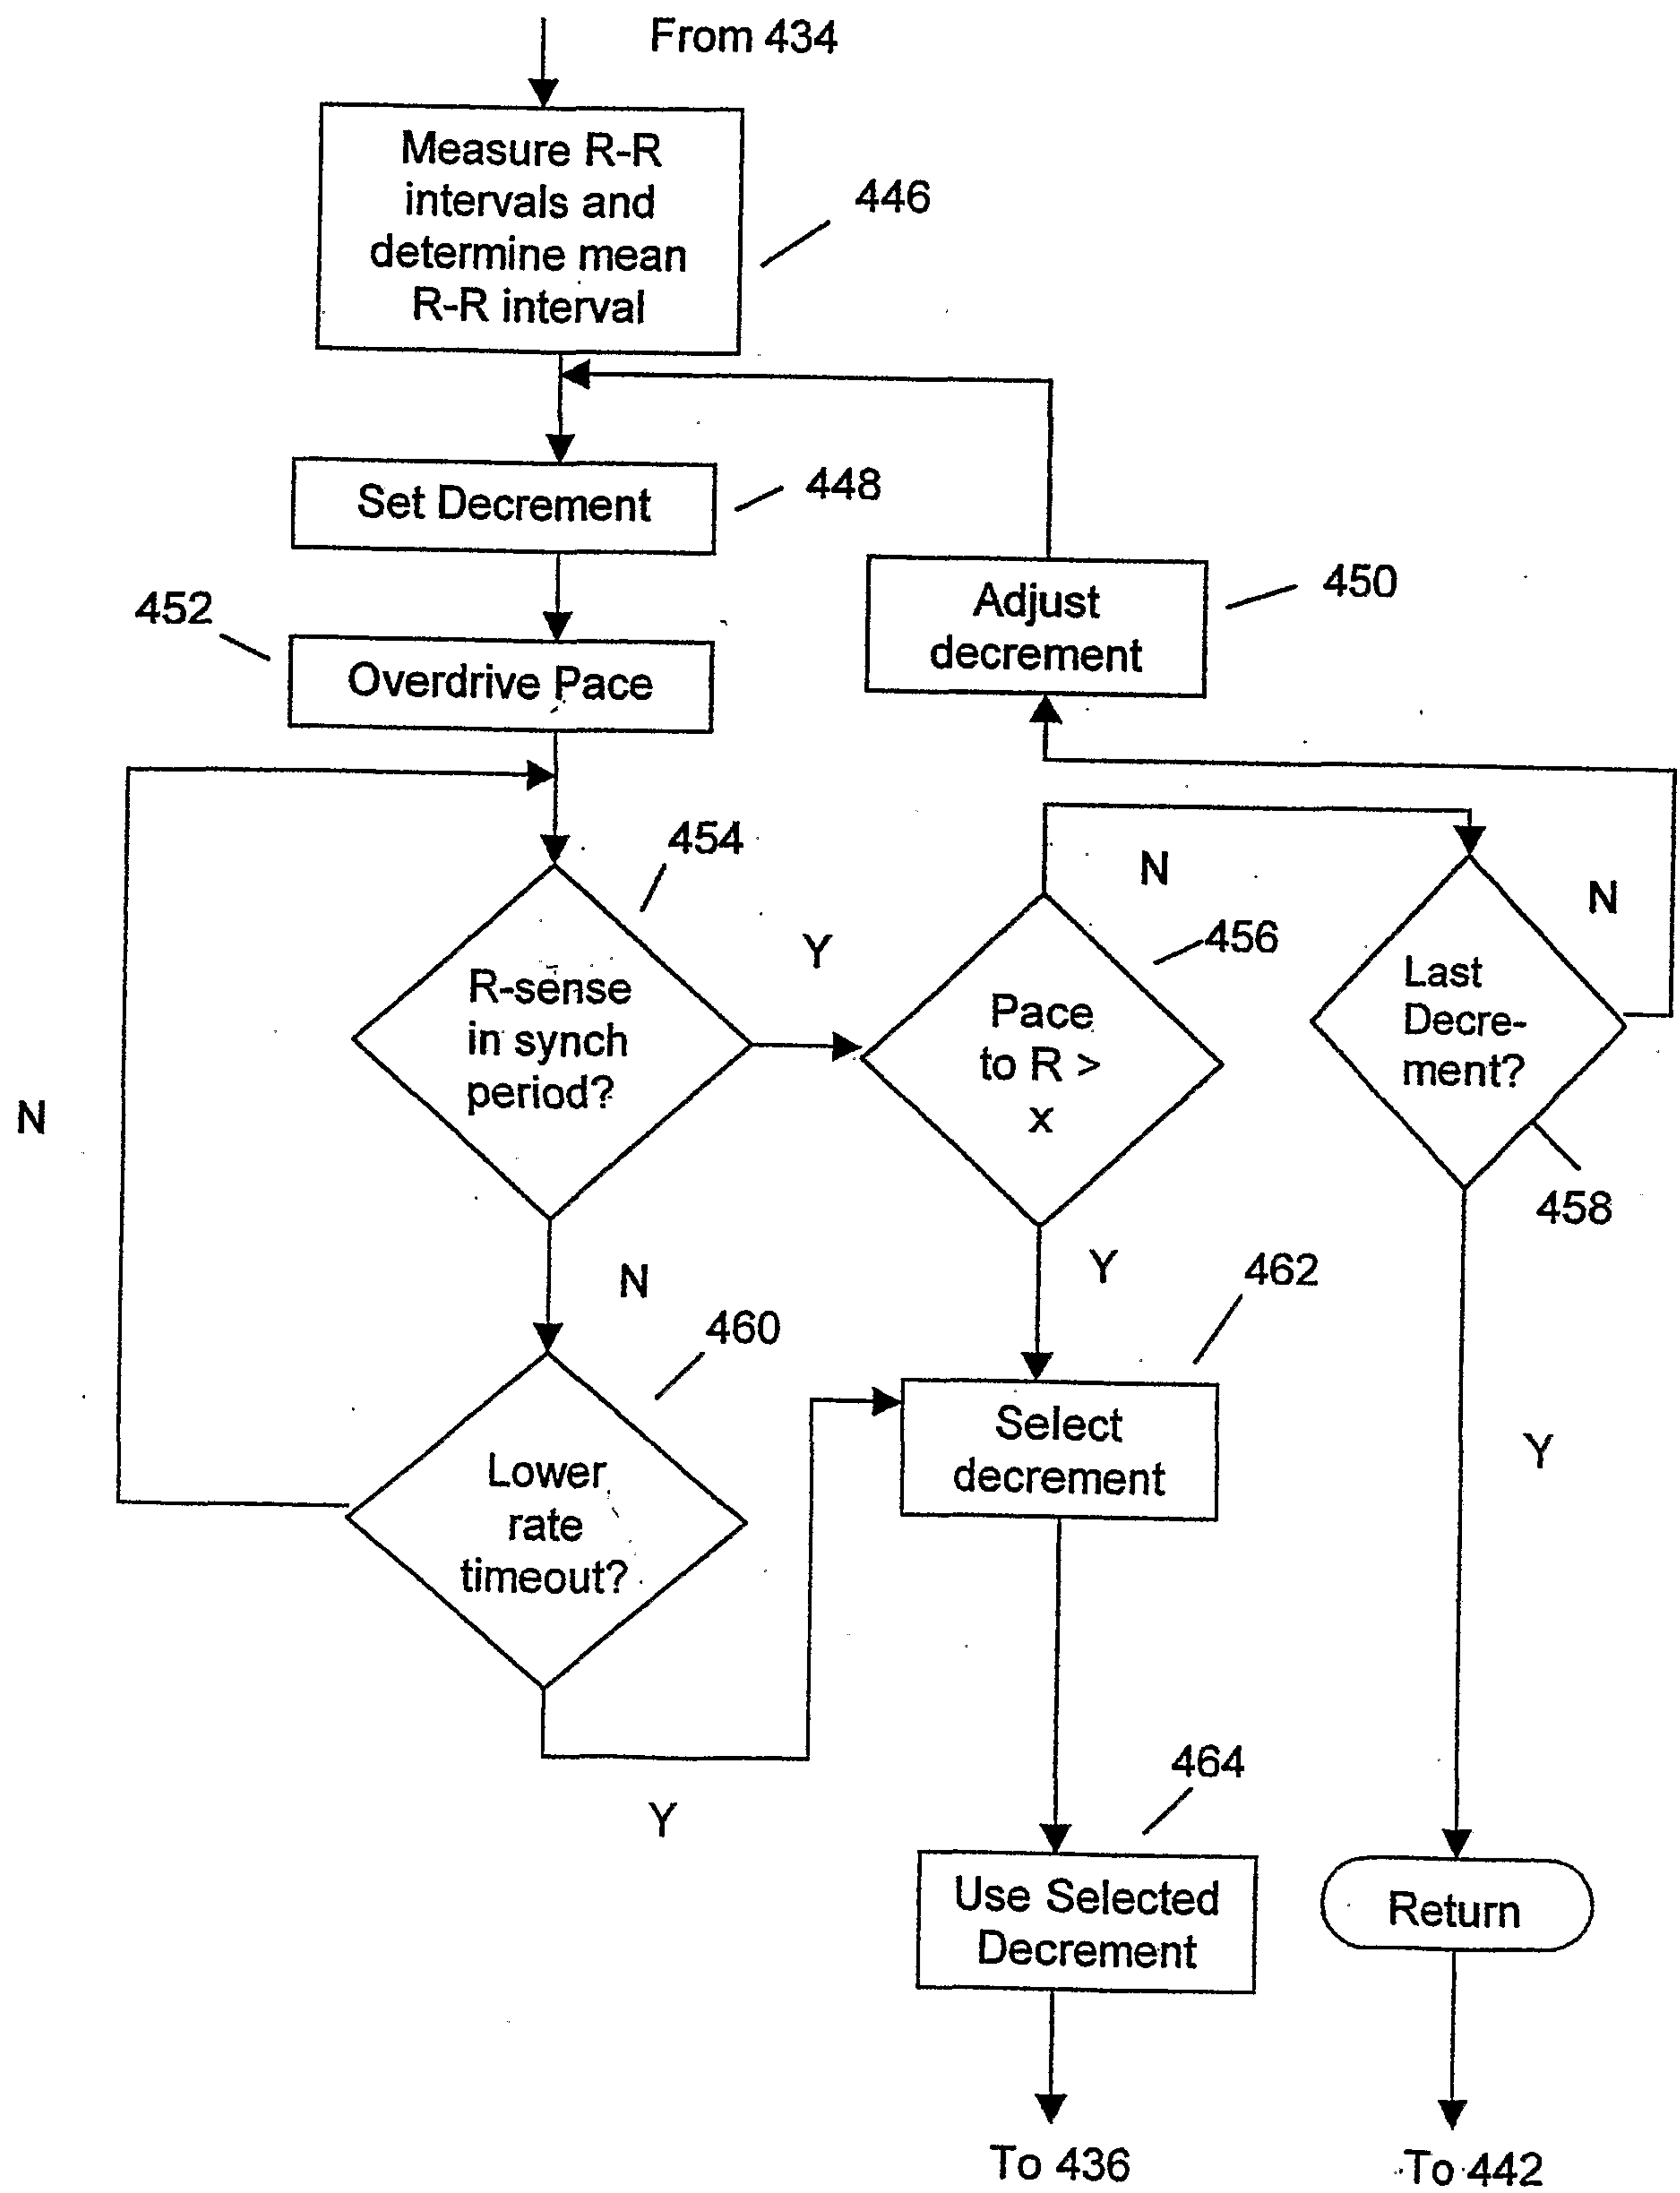 From 434
Measure R-R
intervals and
determine mean
R-R interval
446
Set Decrement
448
Adjust
decrement
450
452
Overdrive Pace
454
R-sense
in synch
period?
Y
N
456
Pace
to R >
x
N
Last
Decre-
ment?
N
458
N
460
Lower
rate
timeout?
Y
Y
462
Select
decrement
Y
464
Use Selected
Decrement
Return
To 436
To 442